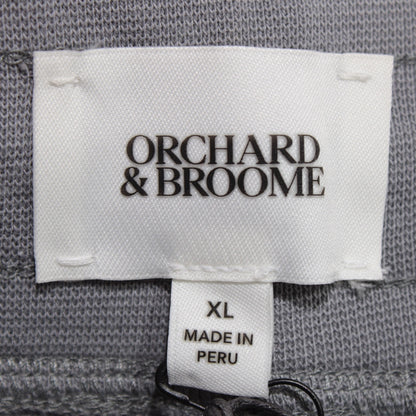 ORCHARD
& BROOME
XL
MADE IN
PERU